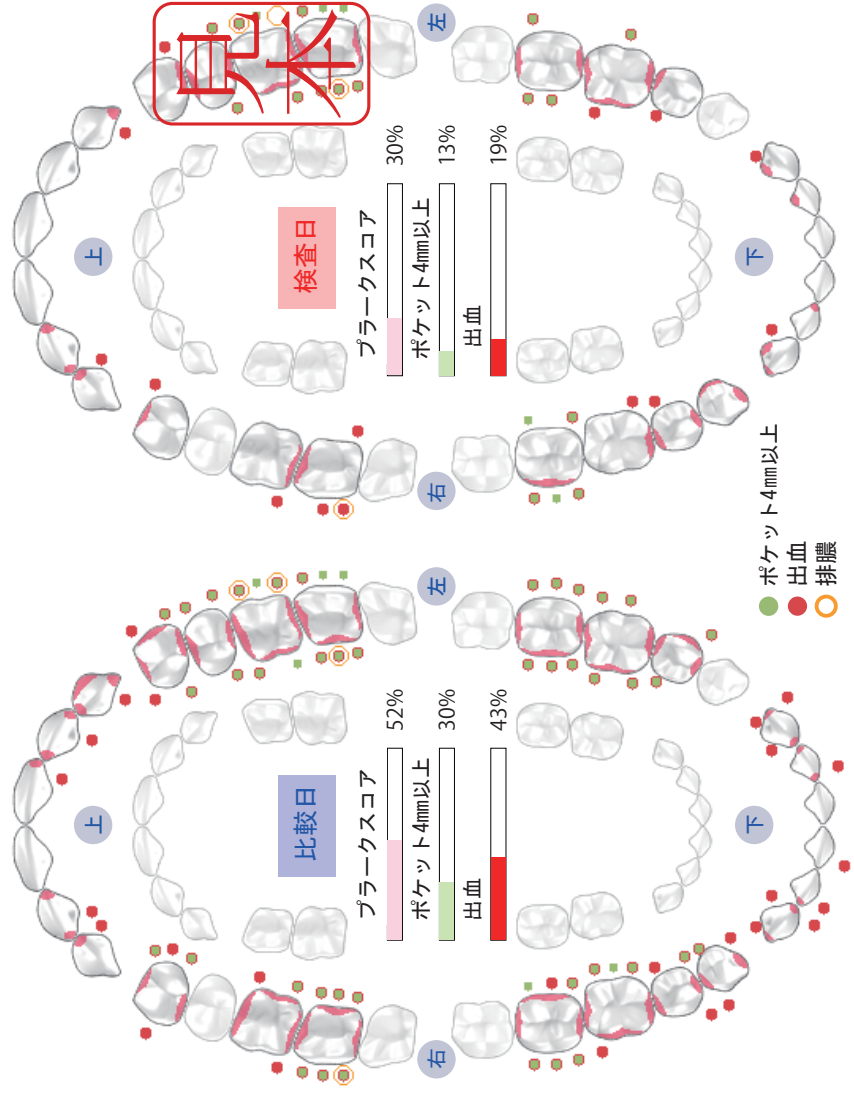 上
比較日
プラークスコア
52%
ポケット4㎜以上
30%
右
左
出血
43%
下
上
見本
検査日
プラークスコア
30%
ポケット4㎜以上
13%
右
左
出血
19%
下
ポケット4㎜以上
出血
排膿